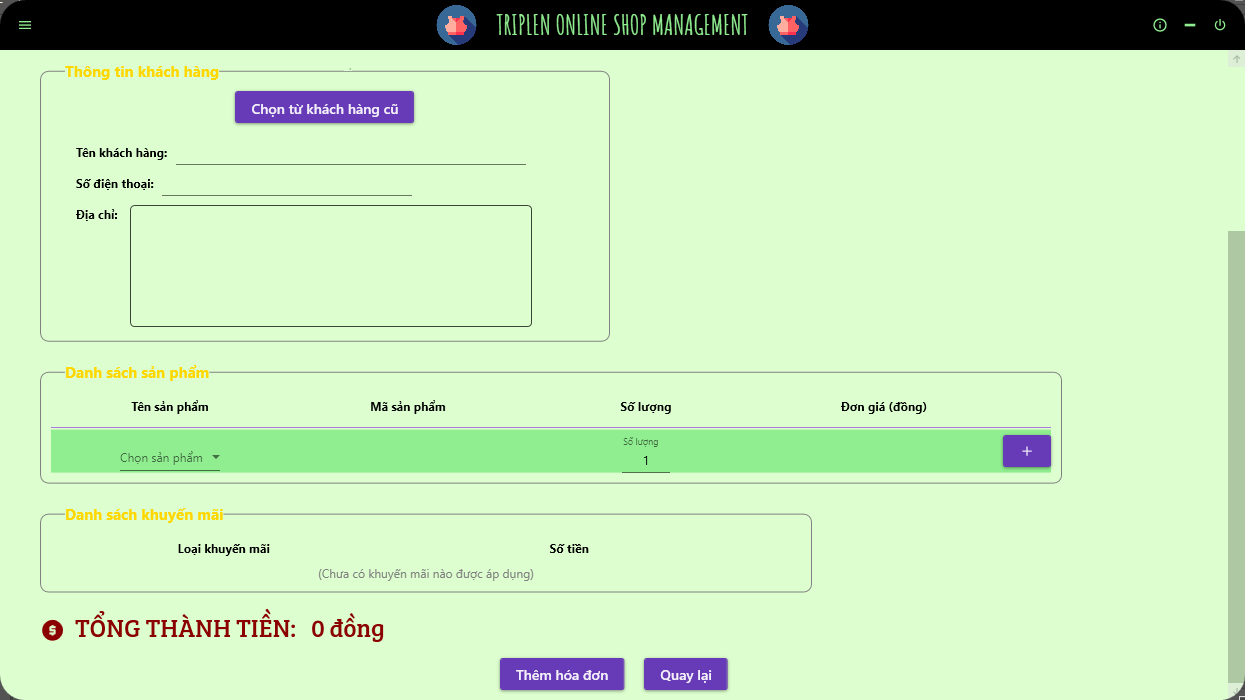 TRIPLEN ONLINE SHOP MANAGEMENT
Thông tin khách hàng
Chọn từ khách hàng cũ
Tên khách hàng:
Số điện thoại:
Địa chỉ:
Danh sách sản phẩm
Tên sản phẩm Mã sản phẩm Số lượng Đơn giá (đồng)
Số lượng
Chọn sản phẩm 1 +
Danh sách khuyến mãi
Loại khuyến mãi Số tiền
(Chưa có khuyến mãi nào được áp dụng)
$ TỔNG THÀNH TIỀN: 0 đồng
Thêm hóa đơn Quay lại